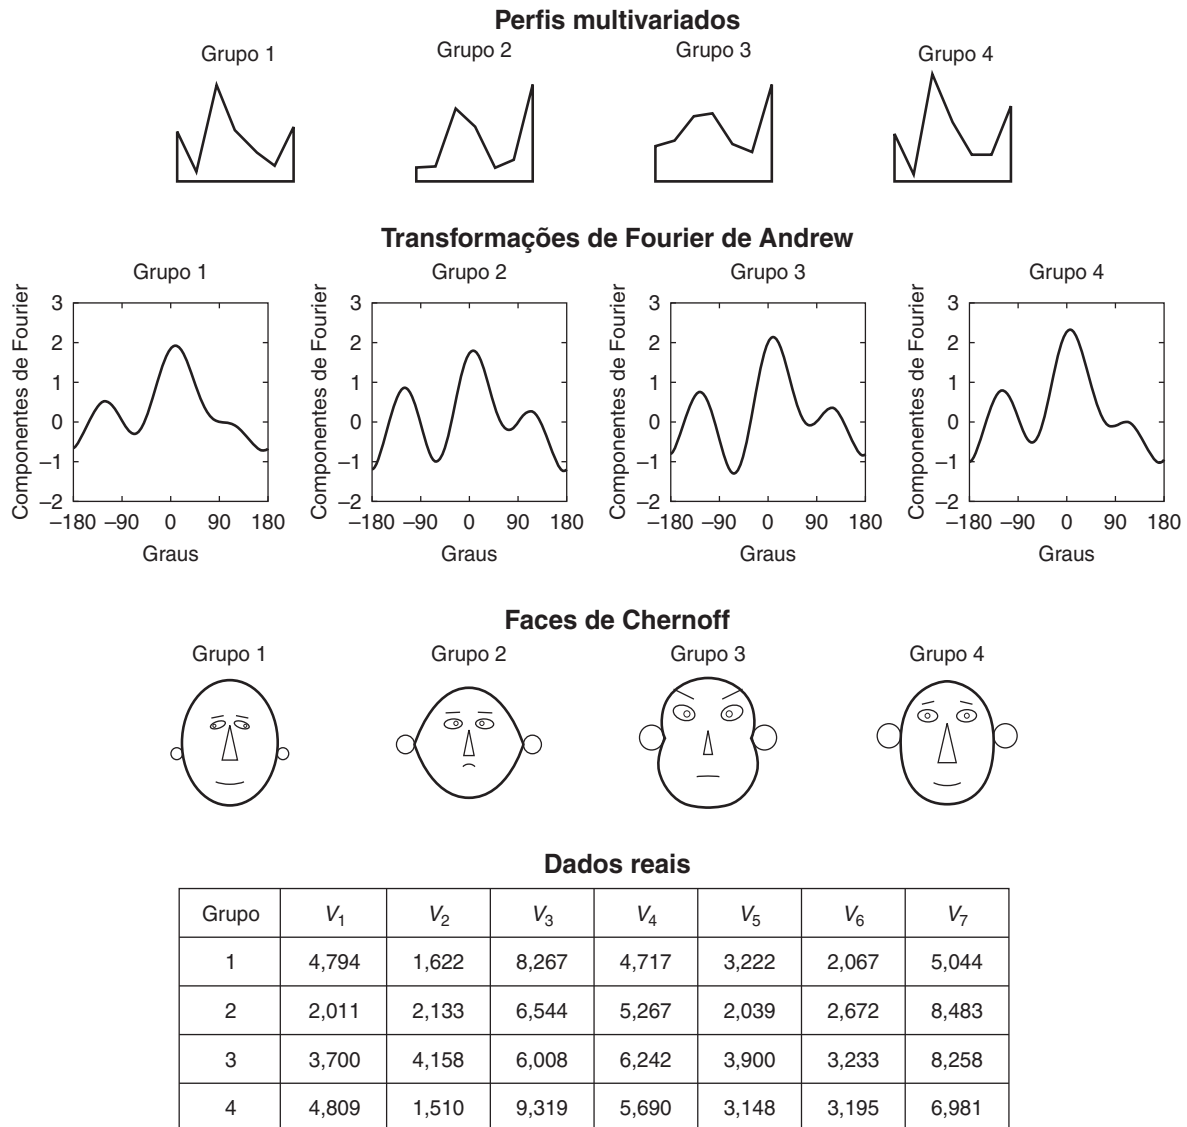 Perfis multivariados
Grupo 1 Grupo 2 Grupo 3 Grupo 4
Transformações de Fourier de Andrew
Grupo 1 Grupo 2 Grupo 3 Grupo 4
Componentes de Fourier Componentes de Fourier Componentes de Fourier Componentes de Fourier
3 3 3 3
2 2 2 2
1 1 1 1
0 0 0 0
–1 –1 –1 –1
–2 –2 –2 –2
–180 –90 0 90 180 –180 –90 0 90 180 –180 –90 0 90 180 –180 –90 0 90 180
Graus Graus Graus Graus
Faces de Chernoff
Grupo 1 Grupo 2 Grupo 3 Grupo 4
Dados reais
Grupo V1 V2 V3 V4 V5 V6 V7
1 4,794 1,622 8,267 4,717 3,222 2,067 5,044
2 2,011 2,133 6,544 5,267 2,039 2,672 8,483
3 3,700 4,158 6,008 6,242 3,900 3,233 8,258
4 4,809 1,510 9,319 5,690 3,148 3,195 6,981